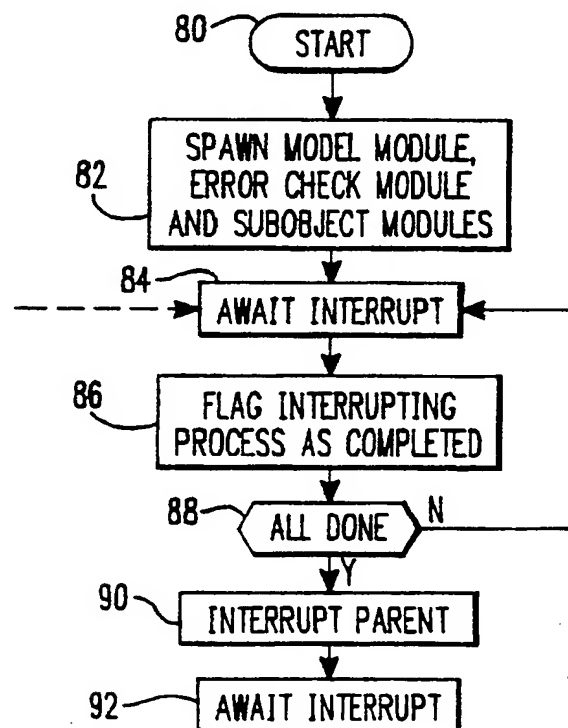 80
START
82
SPAWN MODEL MODULE,
ERROR CHECK MODULE
AND SUBOBJECT MODULES
84
AWAIT INTERRUPT
86
FLAG INTERRUPTING
PROCESS AS COMPLETED
88
ALL DONE
N
Y
90
INTERRUPT PARENT
92
AWAIT INTERRUPT